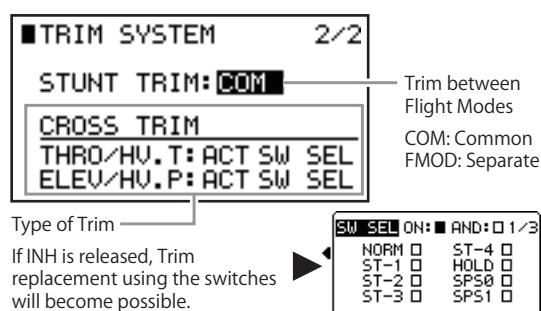 ■TRIM SYSTEM 2/2
STUNT TRIM:COM
CROSS TRIM
THRO/HV.T:ACT SW SEL
ELEV/HV.P:ACT SW SEL
Trim between
Flight Modes
COM: Common
FMOD: Separate
Type of Trim
If INH is released, Trim
replacement using the switches
will become possible.
SW SEL ON:■ AND:□ 1/3
NORM □ ST-4 □
ST-1 □ HOLD □
ST-2 □ SPS0 □
ST-3 □ SPS1 □